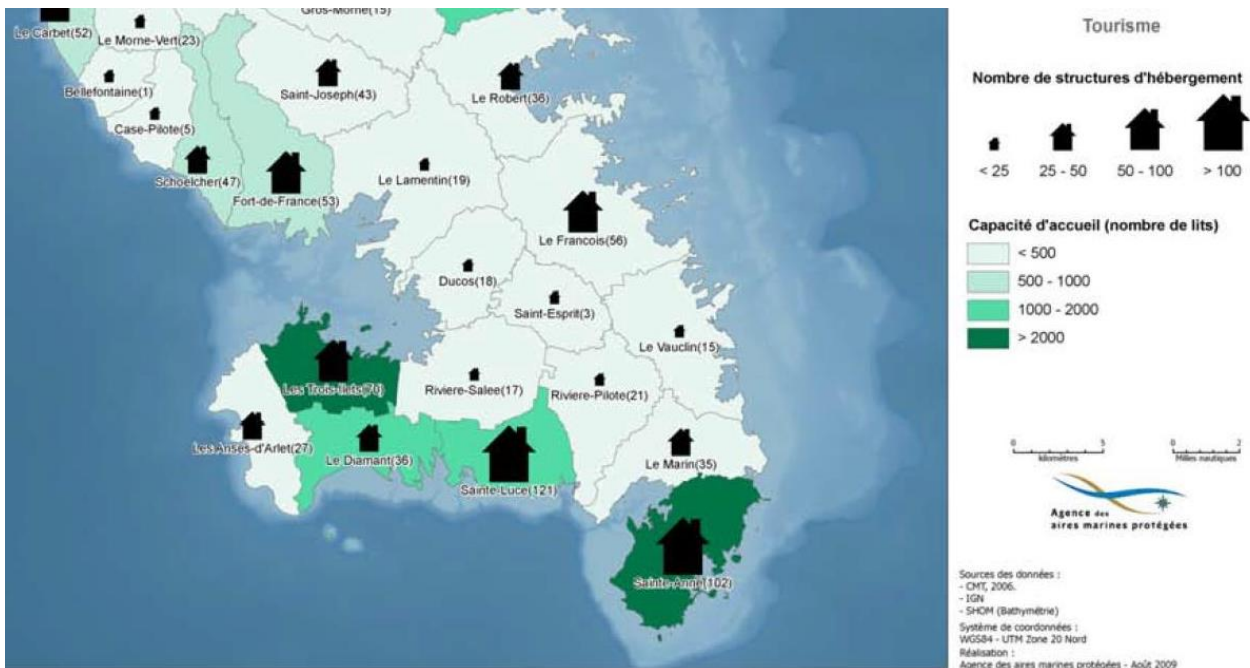 Gros-Morne(15)
Le Carbet(52)
Le Morne-Vert(23)
Bellefontaine(1)
Saint-Joseph(43)
Le Robert(36)
Case-Pilote(5)
Schoelcher(47)
Le Lamentin(19)
Fort-de-France(53)
Le Francois(56)
Ducos(18)
Saint-Esprit(3)
Le Vauclin(15)
Les Trois-Ilets(70)
Riviere-Salee(17)
Riviere-Pilote(21)
Les Anses-d'Arlet(27)
Le Diamant(36)
Le Marin(35)
Sainte-Luce(121)
Sainte-Anne(102)
Tourisme
Nombre de structures d'hébergement
< 25
25 - 50
50 - 100
> 100
Capacité d'accueil (nombre de lits)
< 500
500 - 1000
1000 - 2000
> 2000
0 5 0 2
kilomètres Milles nautiques
Agence des
aires marines protégées
Sources des données :
- CMT, 2006.
- IGN
- SHOM (Bathymétrie)
Système de coordonnées :
WGS84 - UTM Zone 20 Nord
Réalisation :
Agence des aires marines protégées - Août 2009